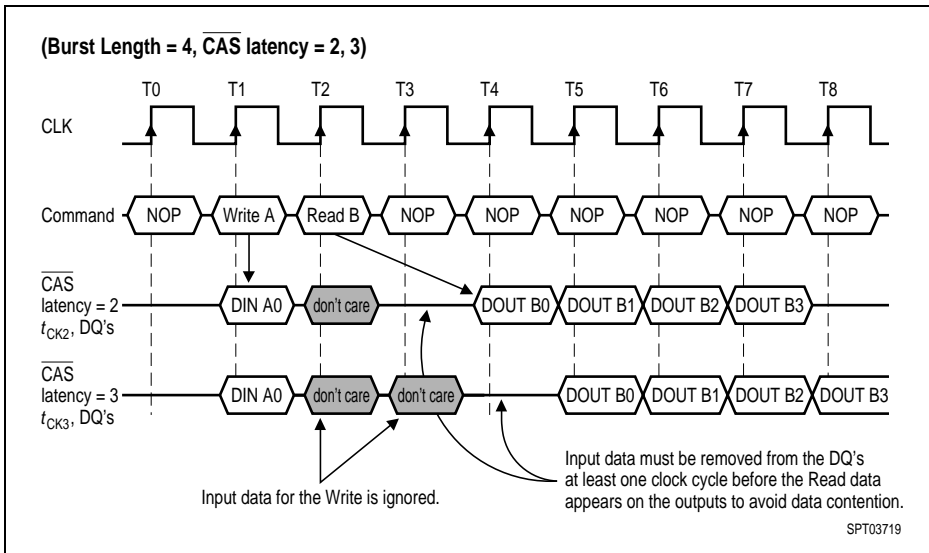 (Burst Length = 4, CAS latency = 2, 3)
T0 T1 T2 T3 T4 T5 T6 T7 T8
CLK
Command NOP Write A Read B NOP NOP NOP NOP NOP NOP
CAS
latency = 2 DIN A0 don't care DOUT B0 DOUT B1 DOUT B2 DOUT B3
tCK2, DQ's
CAS
latency = 3 DIN A0 don't care don't care DOUT B0 DOUT B1 DOUT B2 DOUT B3
tCK3, DQ's
Input data for the Write is ignored.
Input data must be removed from the DQ's
at least one clock cycle before the Read data
appears on the outputs to avoid data contention.
SPT03719